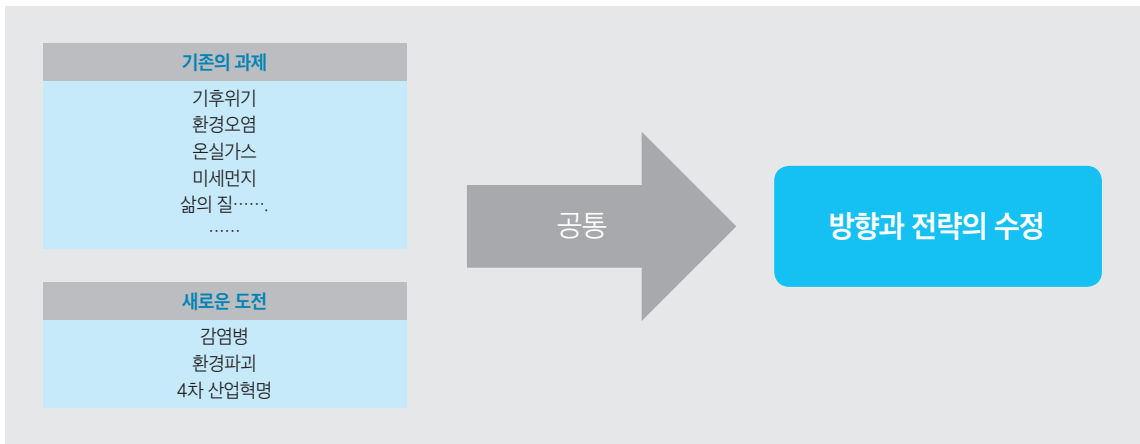 기존의 과제
기후위기
환경오염
온실가스
미세먼지
삶의 질…….
……
새로운 도전
감염병
환경파괴
4차 산업혁명
공통
방향과 전략의 수정